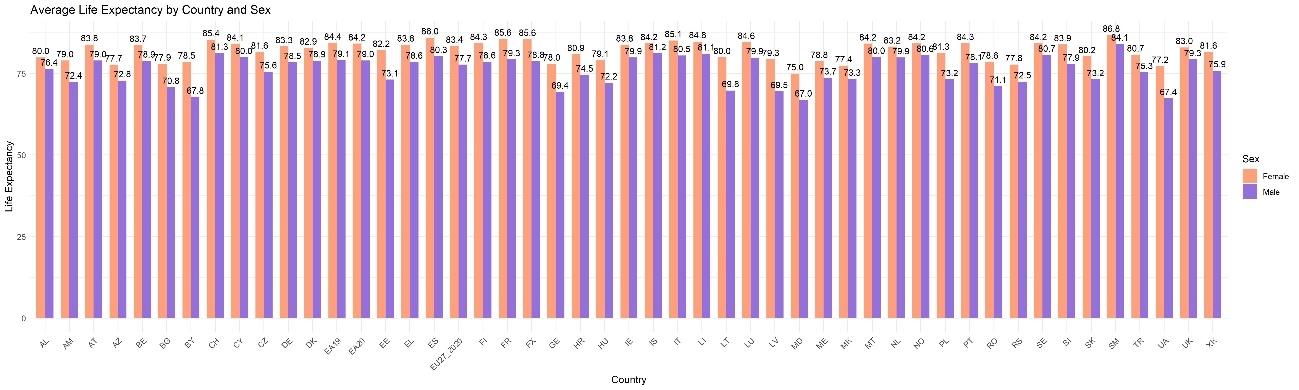 Average Life Expectancy by Country and Sex
80.0 76.4 79.0 72.4 83.8 79.0 77.7 72.8 83.7 78.9 77.9 70.8 78.5 67.8 85.4 81.3 84.1 80.0 81.6 75.6 83.3 78.5 82.9 78.9 84.4 79.1 84.2 79.0 82.2 73.1 83.8 78.6 86.0 80.3 83.4 77.7 84.3 78.6 85.6 79.3 85.6 78.8 78.0 69.4 80.9 74.5 79.1 72.2 83.8 79.9 84.2 81.2 85.1 80.5 84.8 81.1 80.0 69.8 84.6 79.9 79.3 69.5 75.0 67.0 78.8 73.7 77.4 73.3 84.2 80.0 83.2 79.9 84.2 80.6 81.3 73.2 84.3 78.1 78.6 71.1 77.8 72.5 84.2 80.7 83.9 77.9 80.2 73.2 86.8 84.1 80.7 75.3 77.2 67.4 83.0 79.3 81.6 75.9
75
50
25
0
Life Expectancy
AL AM AT AZ BE BG BY CH CY CZ DE DK EA19 EA20 EE EL ES EU27_2020 FI FR FX GE HR HU IE IS IT LI LT LU LV MD ME MK MT NL NO PL PT RO RS SE SI SK SM TR UA UK XK
Country
Sex
Female
Male